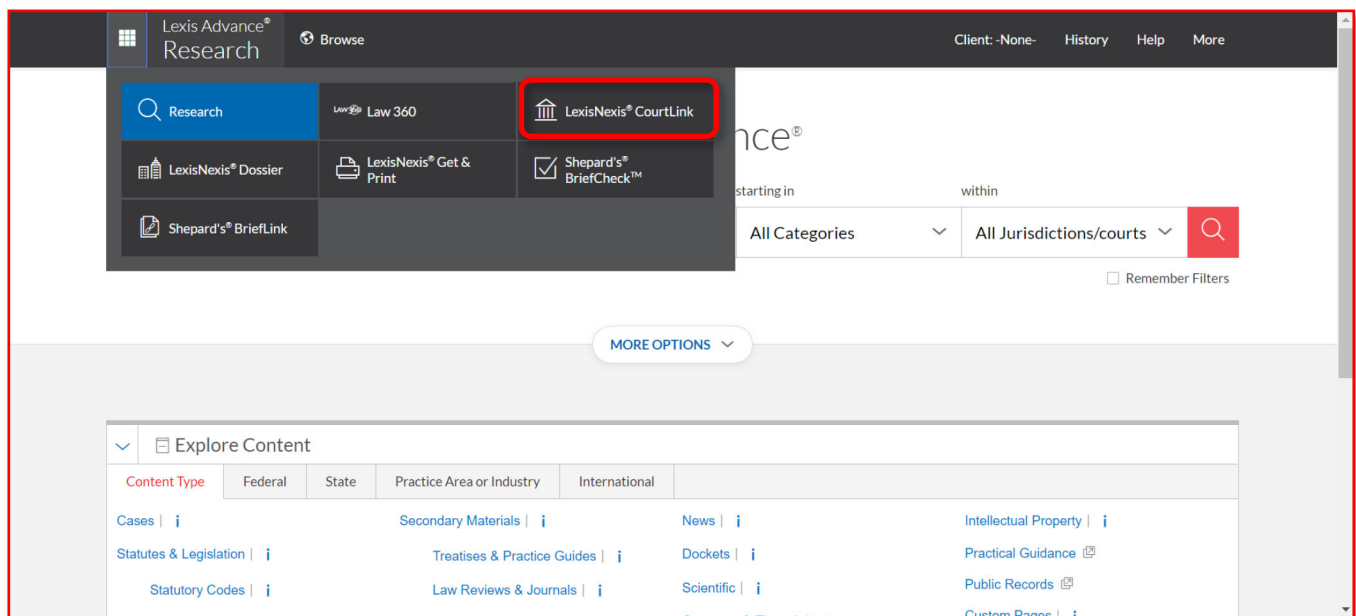 Lexis Advance®
Research
Browse
Client: -None- History Help More
Research
Law360 Law 360
LexisNexis® CourtLink
LexisNexis® Dossier
LexisNexis® Get &
Print
Shepard's®
BriefCheck™
Shepard's® BriefLink
nce®
starting in within
All Categories All Jurisdictions/courts
Remember Filters
MORE OPTIONS
Explore Content
Content Type Federal State Practice Area or Industry International
Cases | i Secondary Materials | i News | i Intellectual Property | i
Statutes & Legislation | i Treatises & Practice Guides | i Dockets | i Practical Guidance
Statutory Codes | i Law Reviews & Journals | i Scientific | i Public Records
Custom Pages | i